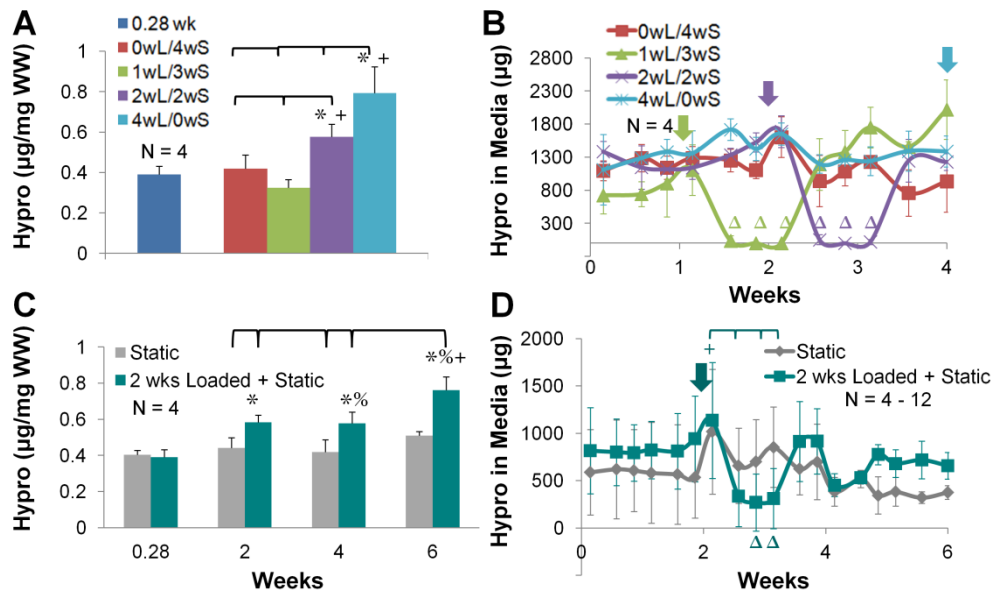 A
0.28 wk
0wL/4wS
1wL/3wS
2wL/2wS
4wL/0wS
N = 4
* +
* +
Hypro (µg/mg WW)
1
0.8
0.6
0.4
0.2
0
B
0wL/4wS
1wL/3wS
2wL/2wS
4wL/0wS
N = 4
Hypro in Media (µg)
2800
2300
1800
1300
800
300
Δ Δ Δ Δ Δ Δ
0 1 2 3 4
Weeks
C
Static
2 wks Loaded + Static
N = 4
*
*%
*%+
Hypro (µg/mg WW)
1
0.8
0.6
0.4
0.2
0
0.28 2 4 6
Weeks
D
Static
2 wks Loaded + Static
N = 4 - 12
+
Hypro in Media (µg)
2000
1500
1000
500
0
Δ Δ
0 2 4 6
Weeks